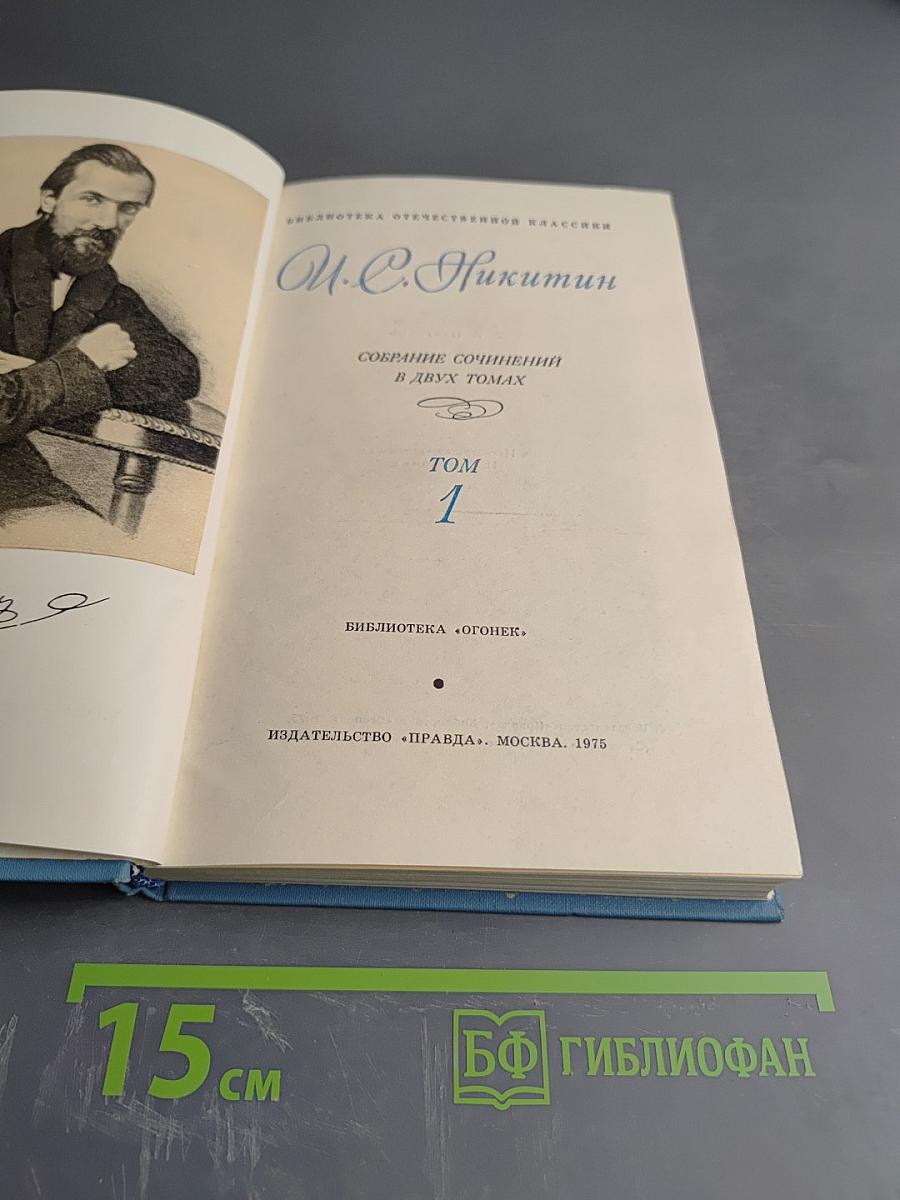 БИБЛИОТЕКА ОТЕЧЕСТВЕННОЙ КЛАССИКИ
И. С. Никитин
СОБРАНИЕ СОЧИНЕНИЙ
В ДВУХ ТОМАХ
ТОМ
1
БИБЛИОТЕКА «ОГОНЕК»
ИЗДАТЕЛЬСТВО «ПРАВДА». МОСКВА. 1975
15 см
БФ ГИБЛИОФАН